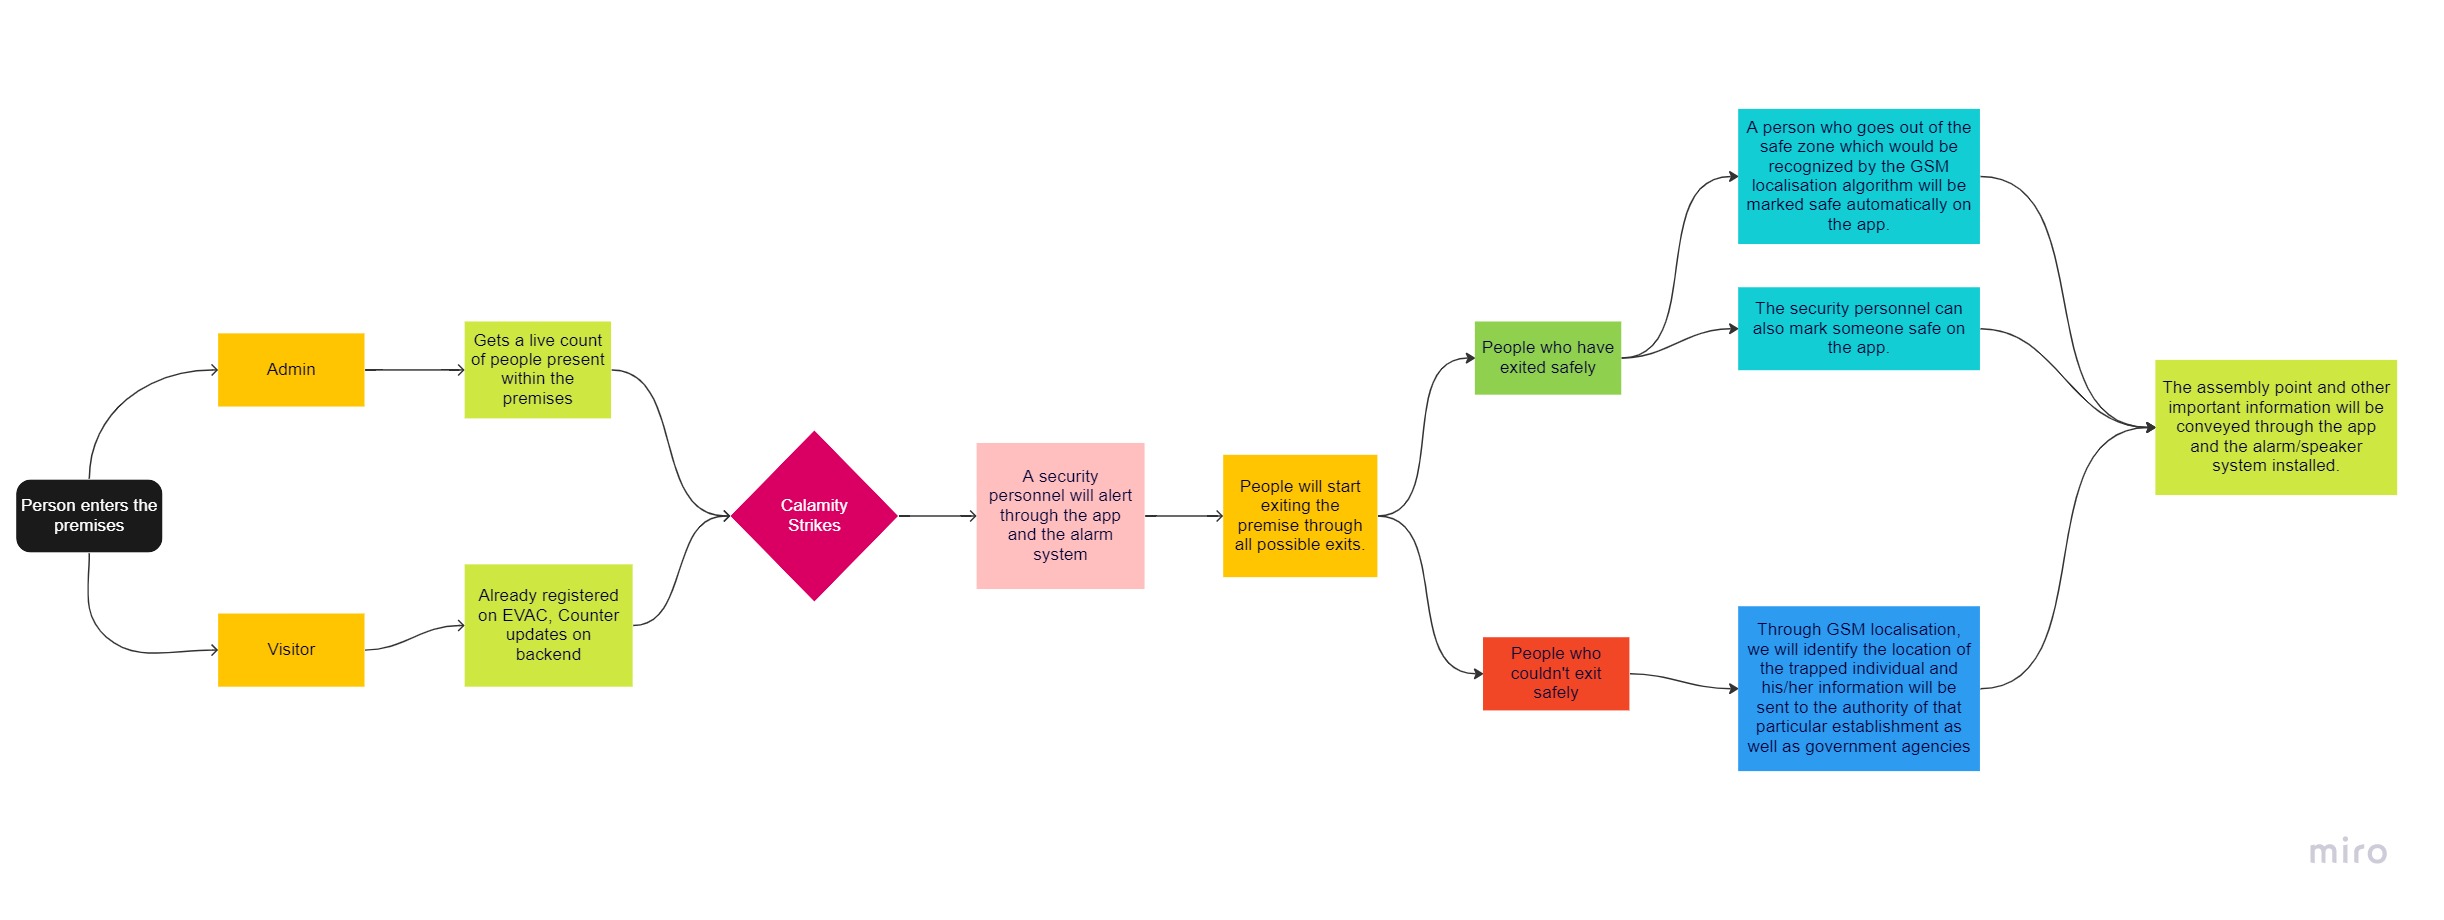 Person enters the
premises
Admin
Visitor
Gets a live count
of people present
within the
premises
Already registered
on EVAC, Counter
updates on
backend
Calamity
Strikes
A security
personnel will alert
through the app
and the alarm
system
People will start
exiting the
premise through
all possible exits.
People who have
exited safely
People who
couldn't exit
safely
A person who goes out of the
safe zone which would be
recognized by the GSM
localisation algorithm will be
marked safe automatically on
the app.
The security personnel can
also mark someone safe on
the app.
Through GSM localisation,
we will identify the location of
the trapped individual and
his/her information will be
sent to the authority of that
particular establishment as
well as government agencies
The assembly point and other
important information will be
conveyed through the app
and the alarm/speaker
system installed.
miro